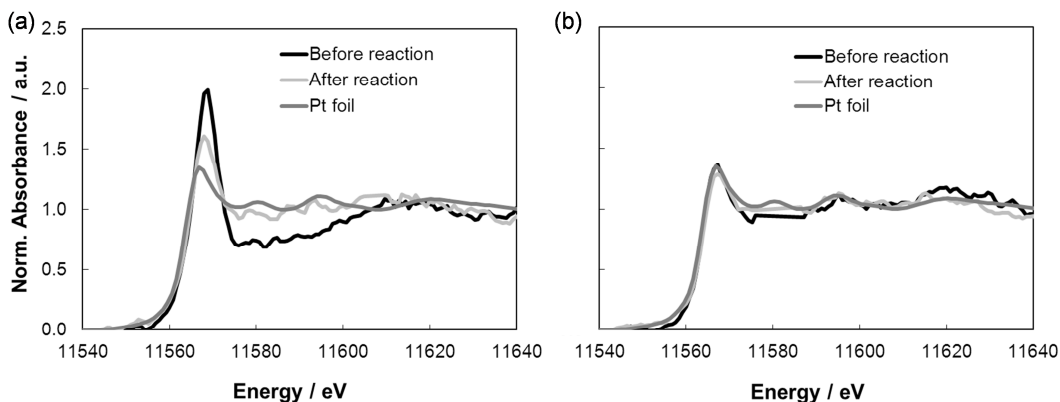 (a)
2.5
2.0
1.5
1.0
0.5
0.0
Norm. Absorbance / a.u.
Before reaction
After reaction
Pt foil
11540 11560 11580 11600 11620 11640
Energy / eV
(b)
Before reaction
After reaction
Pt foil
11540 11560 11580 11600 11620 11640
Energy / eV